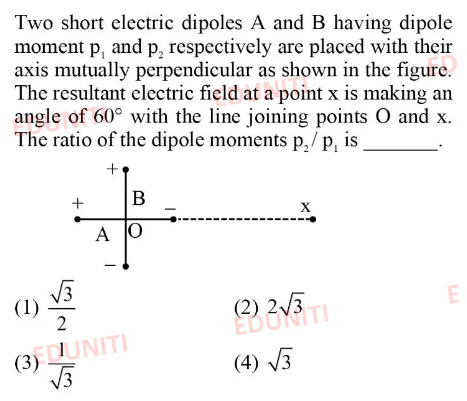 Two short electric dipoles A and B having dipole
moment p₁ and p₂ respectively are placed with their
axis mutually perpendicular as shown in the figure.
The resultant electric field at a point x is making an
angle of 60° with the line joining points O and x.
The ratio of the dipole moments p₂/ p₁ is ________.
+
+ B − x
A O
−
(1) √3/2 (2) 2√3
(3) 1/√3 (4) √3
EDUNITI
EDUNITI
EDUNITI
EDUNITI
ED
E